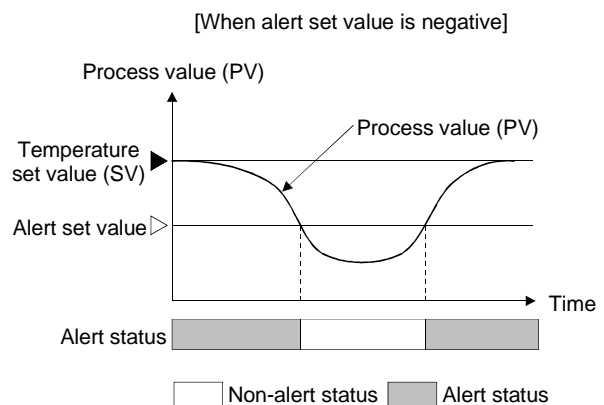 [When alert set value is negative]
Process value (PV)
Process value (PV)
Temperature
set value (SV)
Alert set value
Time
Alert status
Non-alert status
Alert status